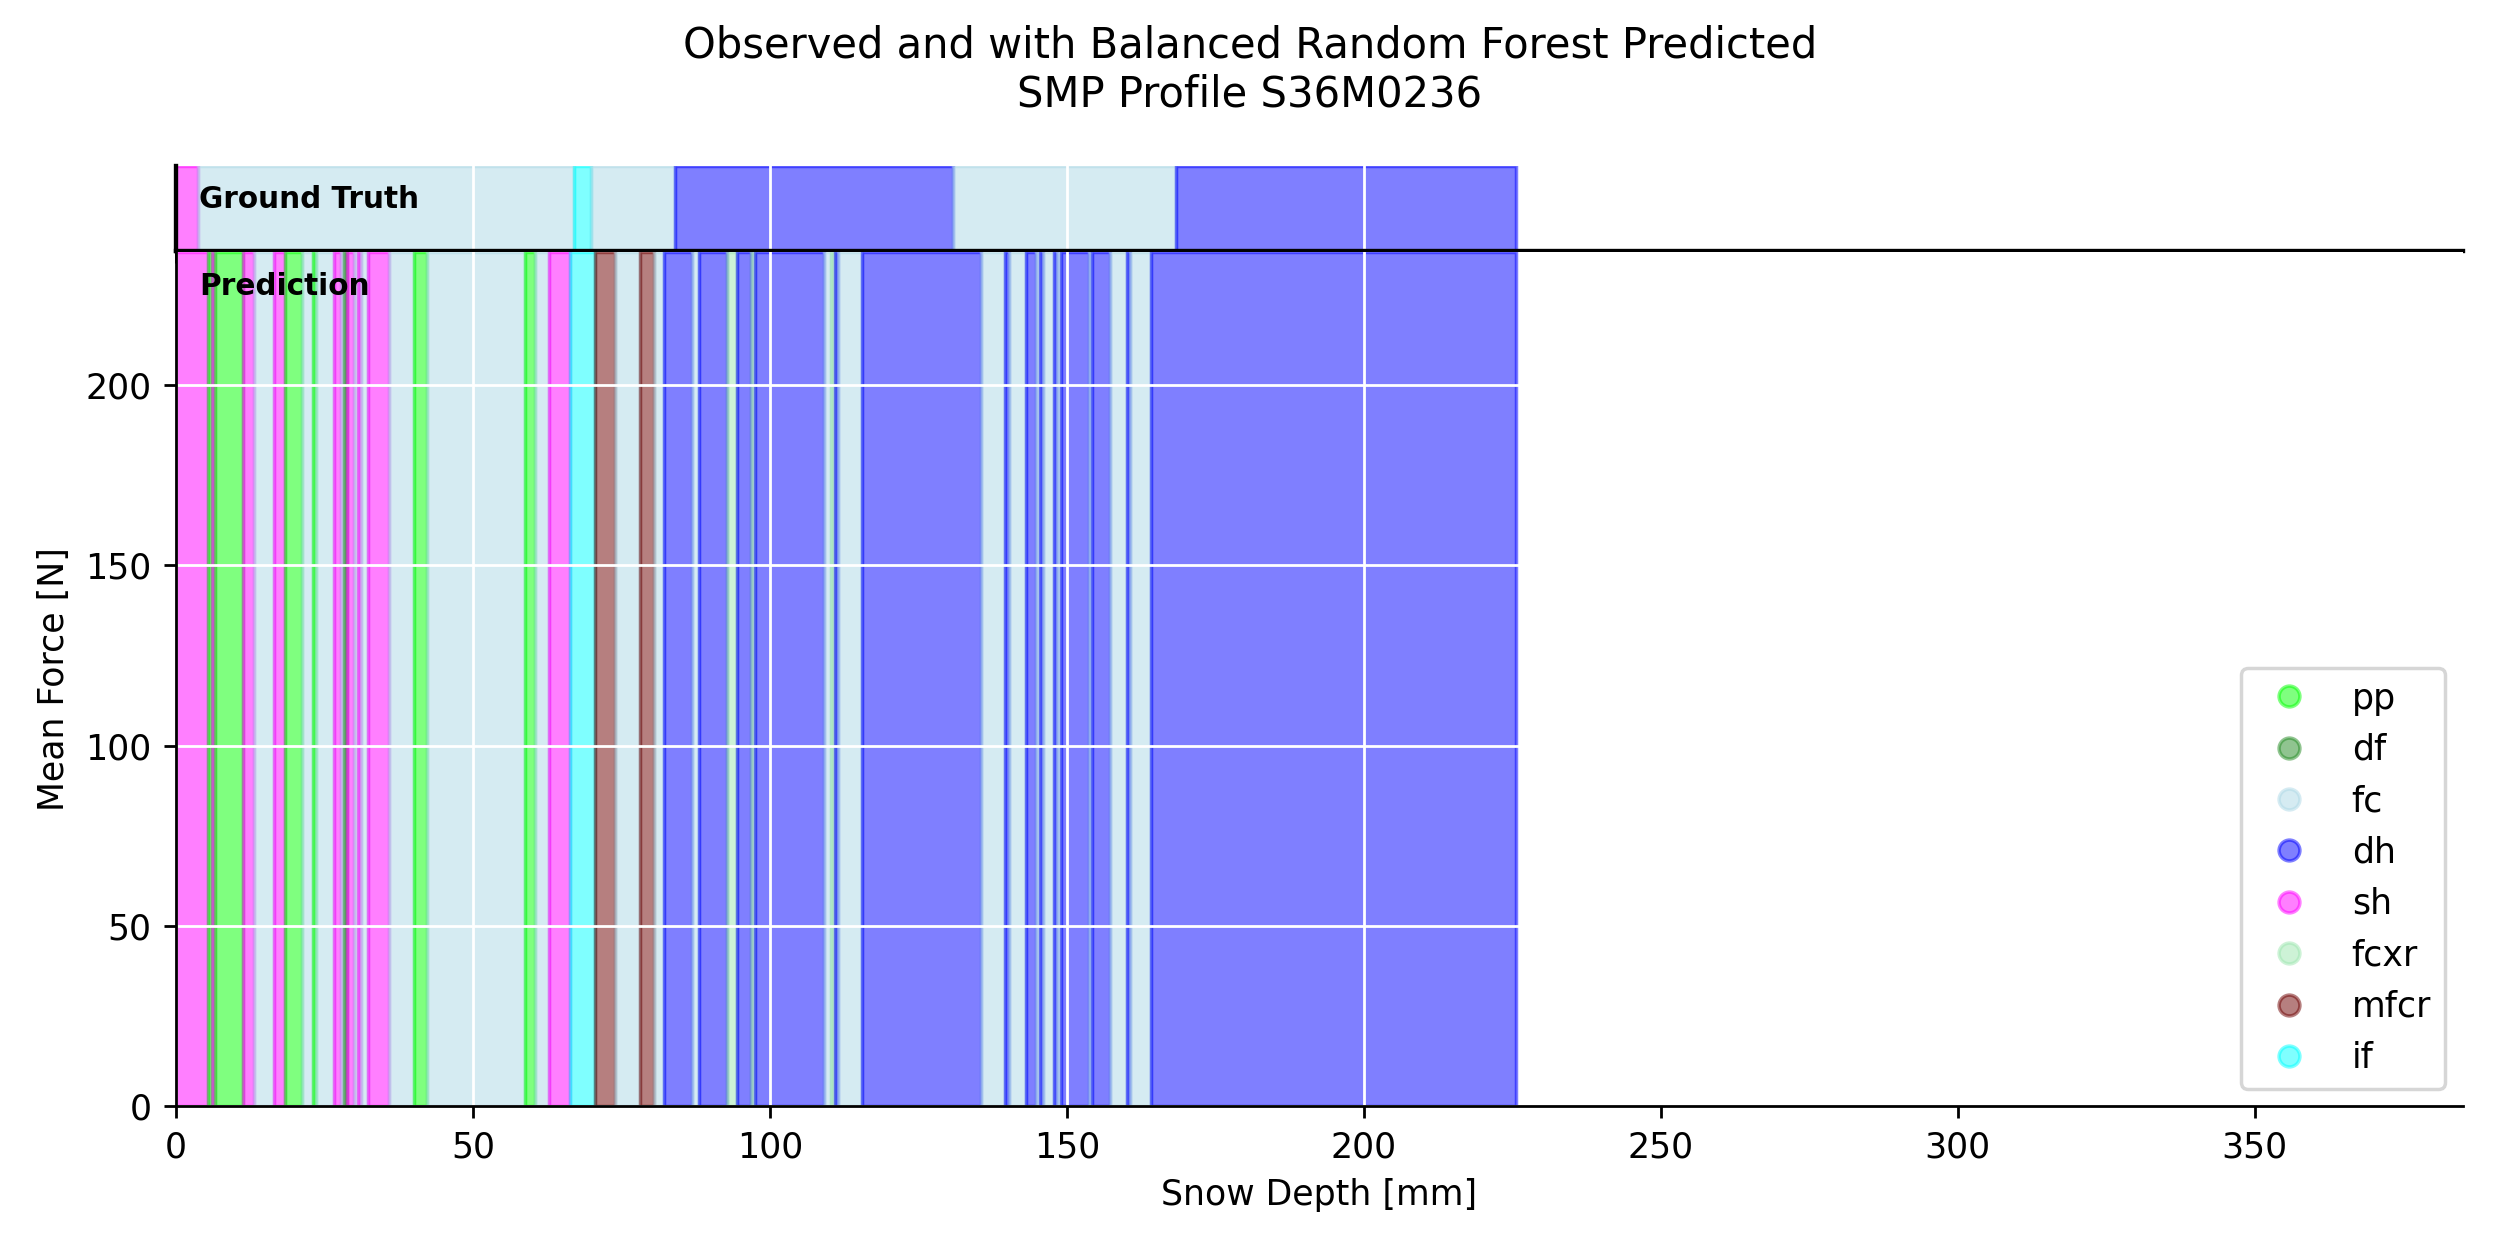 Observed and with Balanced Random Forest Predicted
SMP Profile S36M0236
Ground Truth
Prediction
Mean Force [N]
200
150
100
50
0
0 50 100 150 200 250 300 350
Snow Depth [mm]
pp
df
fc
dh
sh
fcxr
mfcr
if